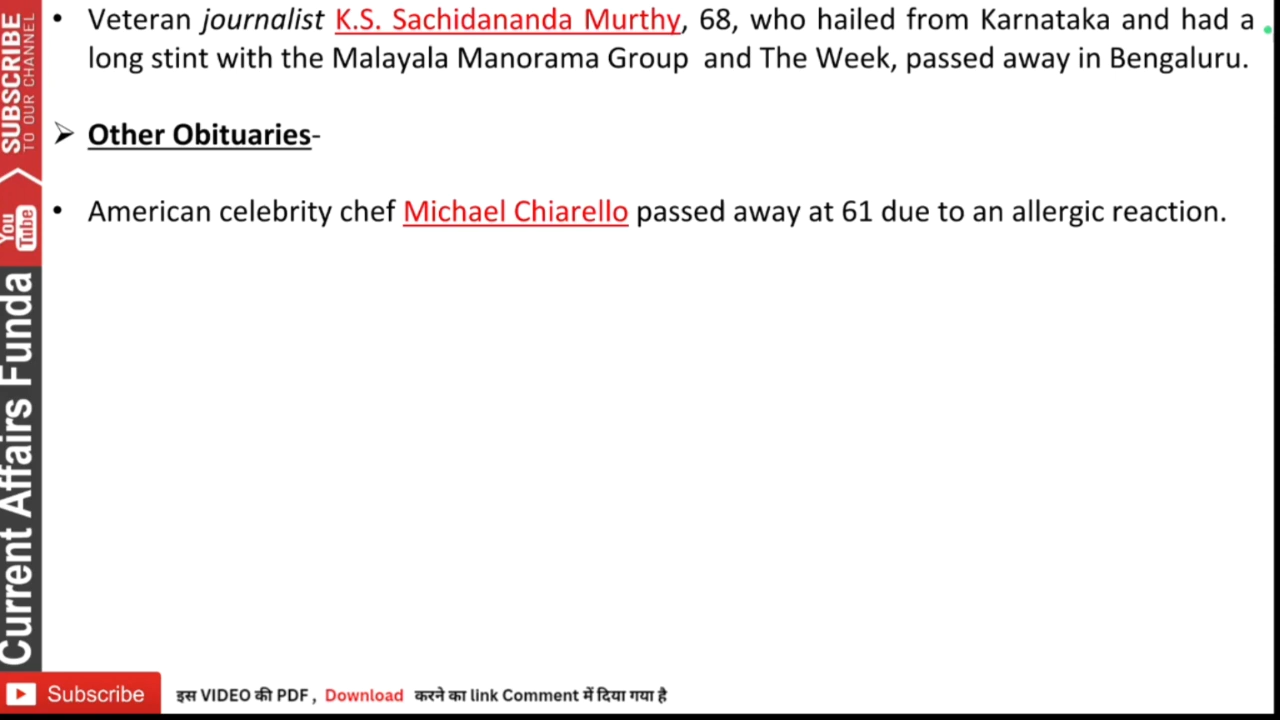 • Veteran journalist K.S. Sachidananda Murthy, 68, who hailed from Karnataka and had a
long stint with the Malayala Manorama Group and The Week, passed away in Bengaluru.
➢ Other Obituaries-
• American celebrity chef Michael Chiarello passed away at 61 due to an allergic reaction.
SUBSCRIBE
TO OUR CHANNEL
You Tube
Current Affairs Funda
Subscribe
इस VIDEO की PDF , Download करने का link Comment में दिया गया है